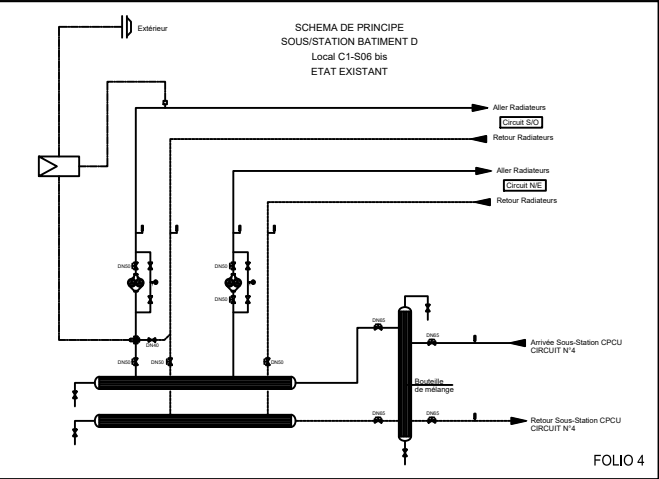 SCHEMA DE PRINCIPE
SOUS/STATION BATIMENT D
Local C1-S06 bis
ETAT EXISTANT
Extérieur
Aller Radiateurs
Circuit S/O
Retour Radiateurs
Aller Radiateurs
Circuit N/E
Retour Radiateurs
DN50
DN50
DN50
DN40
DN50
DN50
DN50
DN65
DN65
Arrivée Sous-Station CPCU
CIRCUIT N°4
Bouteille
de mélange
DN65
DN65
Retour Sous-Station CPCU
CIRCUIT N°4
FOLIO 4